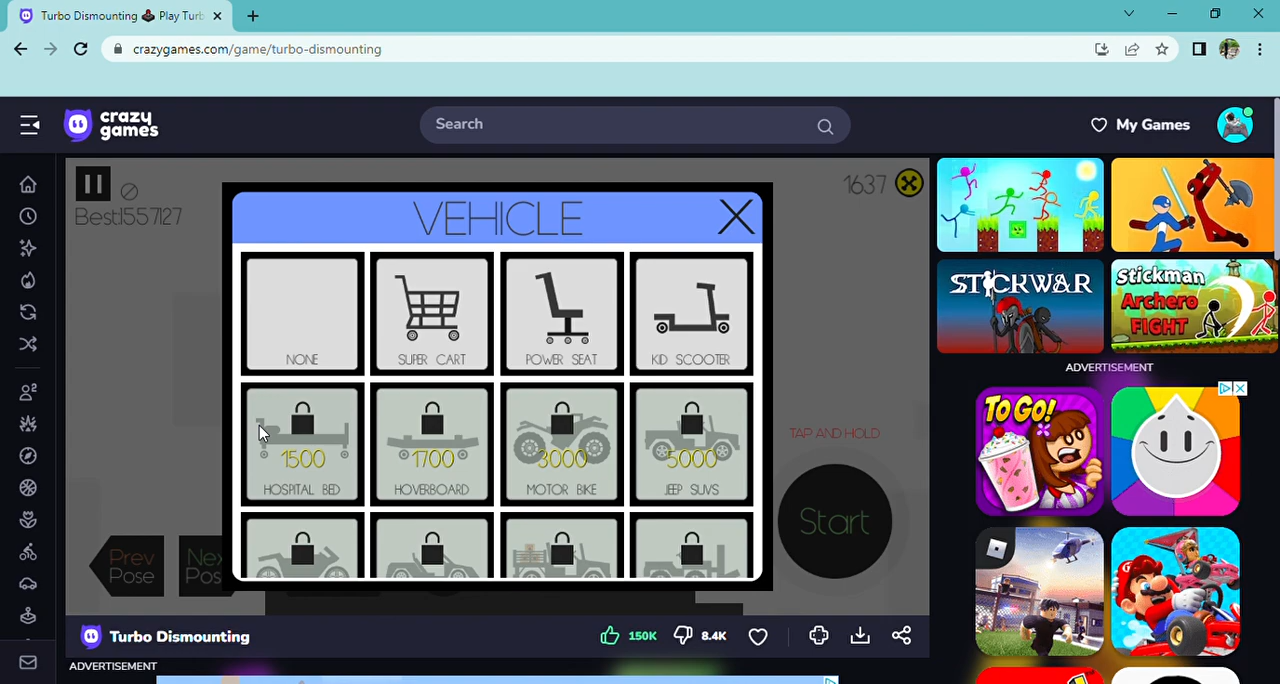 Turbo Dismounting 🕹 Play Turb
crazygames.com/game/turbo-dismounting
crazy
games
Search
My Games
Best1557127
1637
VEHICLE
NONE
SUPER CART
POWER SEAT
KID SCOOTER
1500
HOSPITAL BED
1700
HOVERBOARD
3000
MOTOR BIKE
5000
JEEP SUVS
TAP AND HOLD
Start
Prev
Pose
Nex
Pos
STICKWAR
Stickman
Archero
FIGHT
ADVERTISEMENT
TO GO!
Turbo Dismounting
150K
8.4K
ADVERTISEMENT